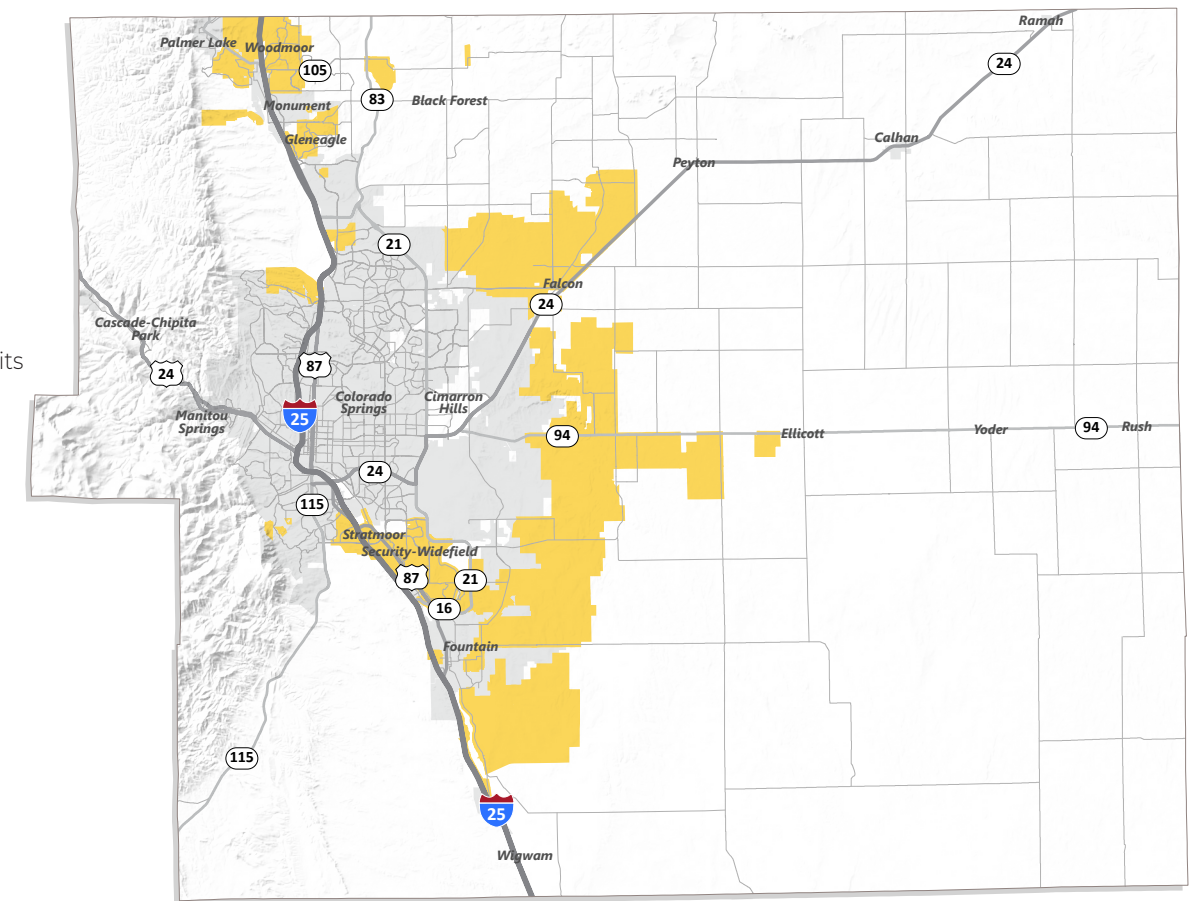 Ramah
Palmer Lake
Woodmoor
24
105
83
Black Forest
Monument
Calhan
Gleneagle
Peyton
21
Falcon
24
Cascade-Chipita
Park
its
87
24
Colorado
Springs
Cimarron
Hills
25
Manitou
Springs
94
Ellicott
Yoder
94
Rush
24
115
Stratmoor
Security-Widefield
87
21
16
Fountain
115
25
Wigwam